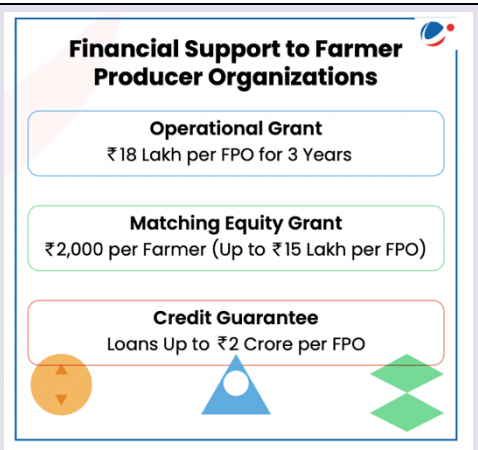 Financial Support to Farmer
Producer Organizations
Operational Grant
₹18 Lakh per FPO for 3 Years
Matching Equity Grant
₹2,000 per Farmer (Up to ₹15 Lakh per FPO)
Credit Guarantee
Loans Up to ₹2 Crore per FPO